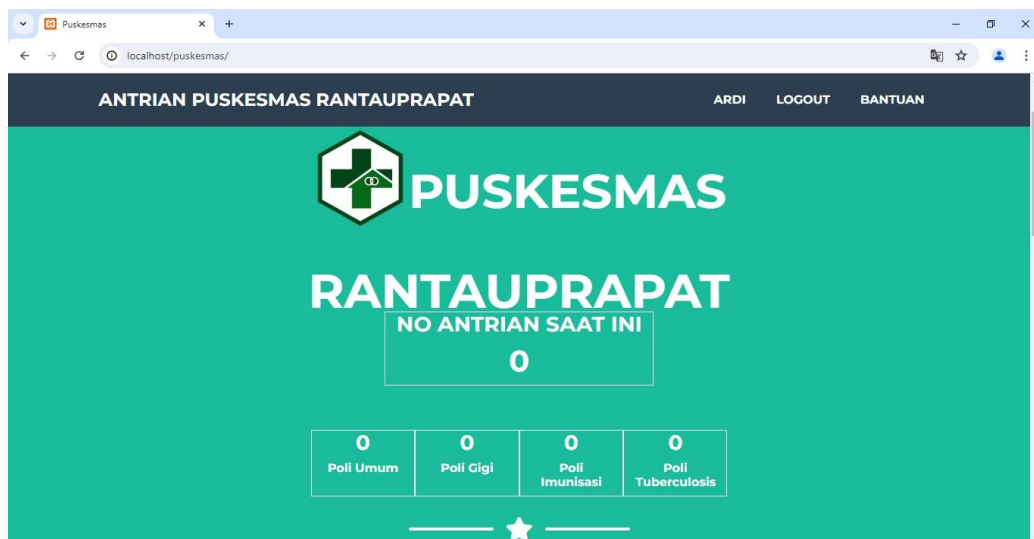 Puskesmas
localhost/puskesmas/
ANTRIAN PUSKESMAS RANTAUPRAPAT
ARDI LOGOUT BANTUAN
PUSKESMAS
RANTAUPRAPAT
NO ANTRIAN SAAT INI
0
0 0 0 0
Poli Umum Poli Gigi Poli Poli
Imunisasi Tuberculosis